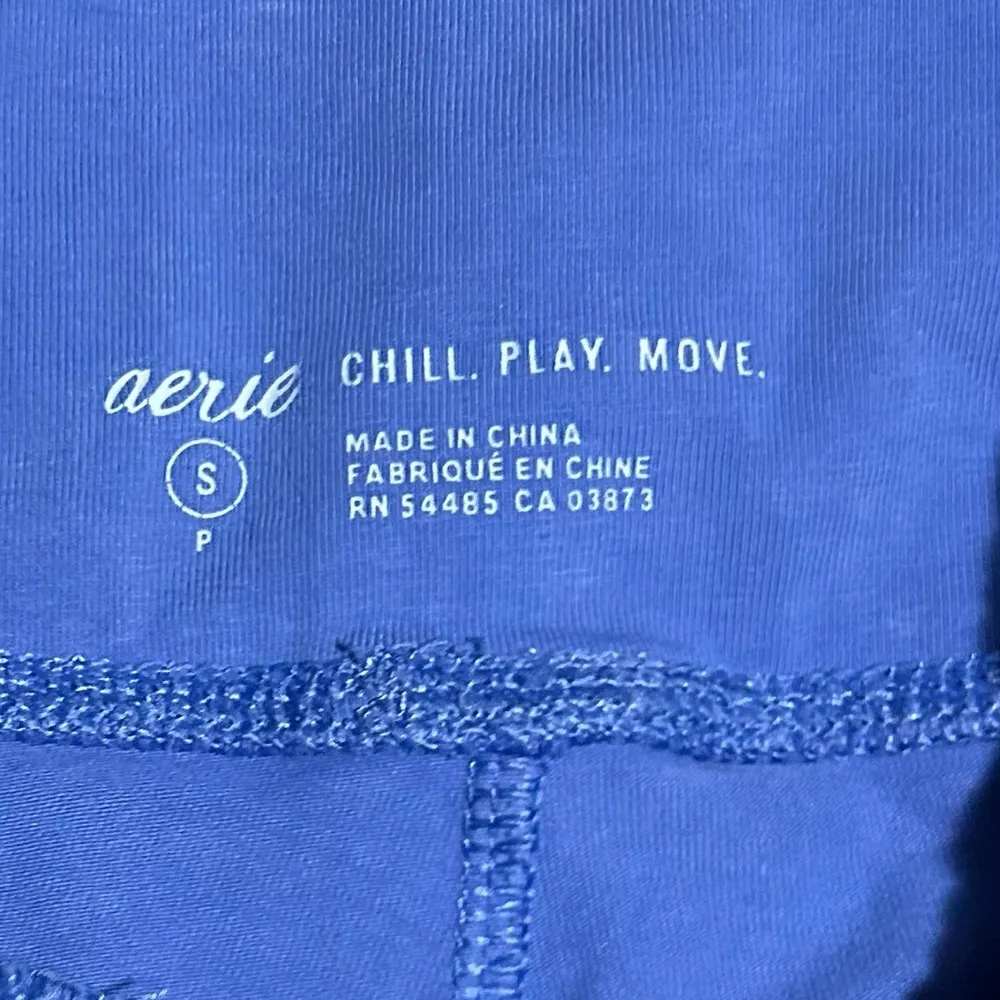 aerie CHILL. PLAY. MOVE.
S
P
MADE IN CHINA
FABRIQUÉ EN CHINE
RN 54485 CA 03873